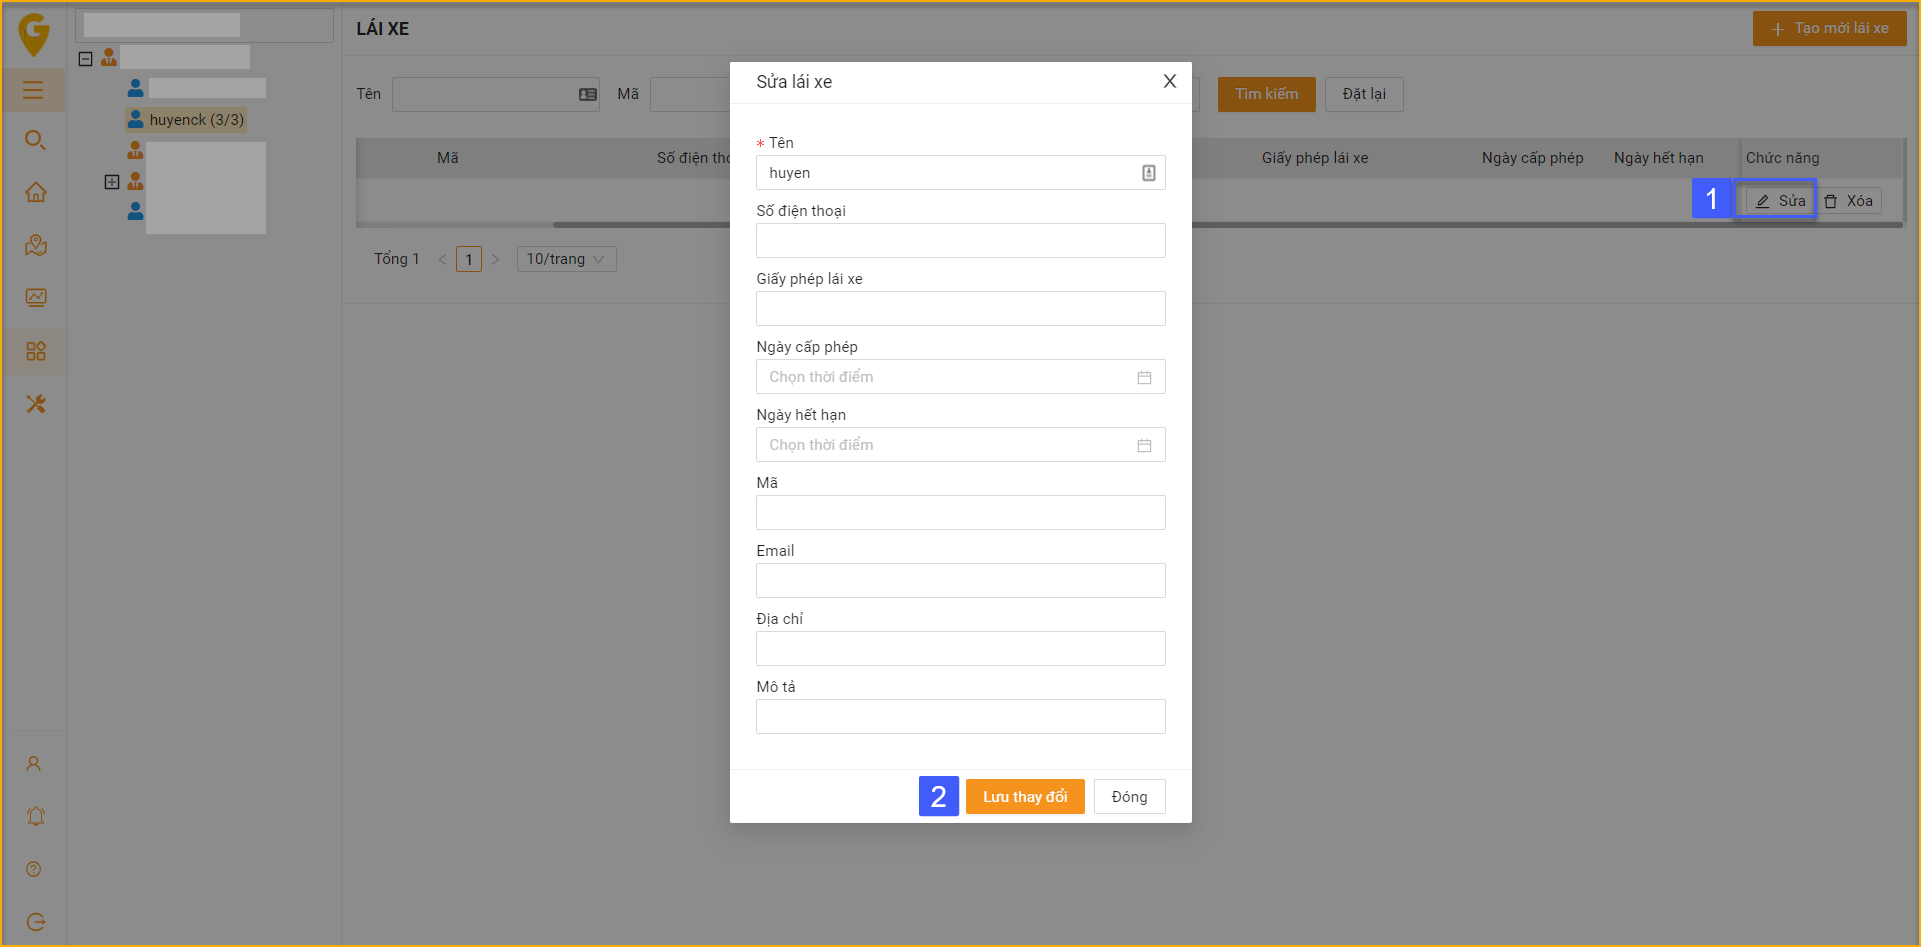 LÁI XE
Tạo mới lái xe
huyenck (3/3)
Tên
Mã
Tìm kiếm
Đặt lại
Mã
Số điện tho
Giấy phép lái xe
Ngày cấp phép
Ngày hết hạn
Chức năng
1
Sửa
Xóa
Tổng 1
1
10/trang
Sửa lái xe
* Tên
huyen
Số điện thoại
Giấy phép lái xe
Ngày cấp phép
Chọn thời điểm
Ngày hết hạn
Chọn thời điểm
Mã
Email
Địa chỉ
Mô tả
2
Lưu thay đổi
Đóng